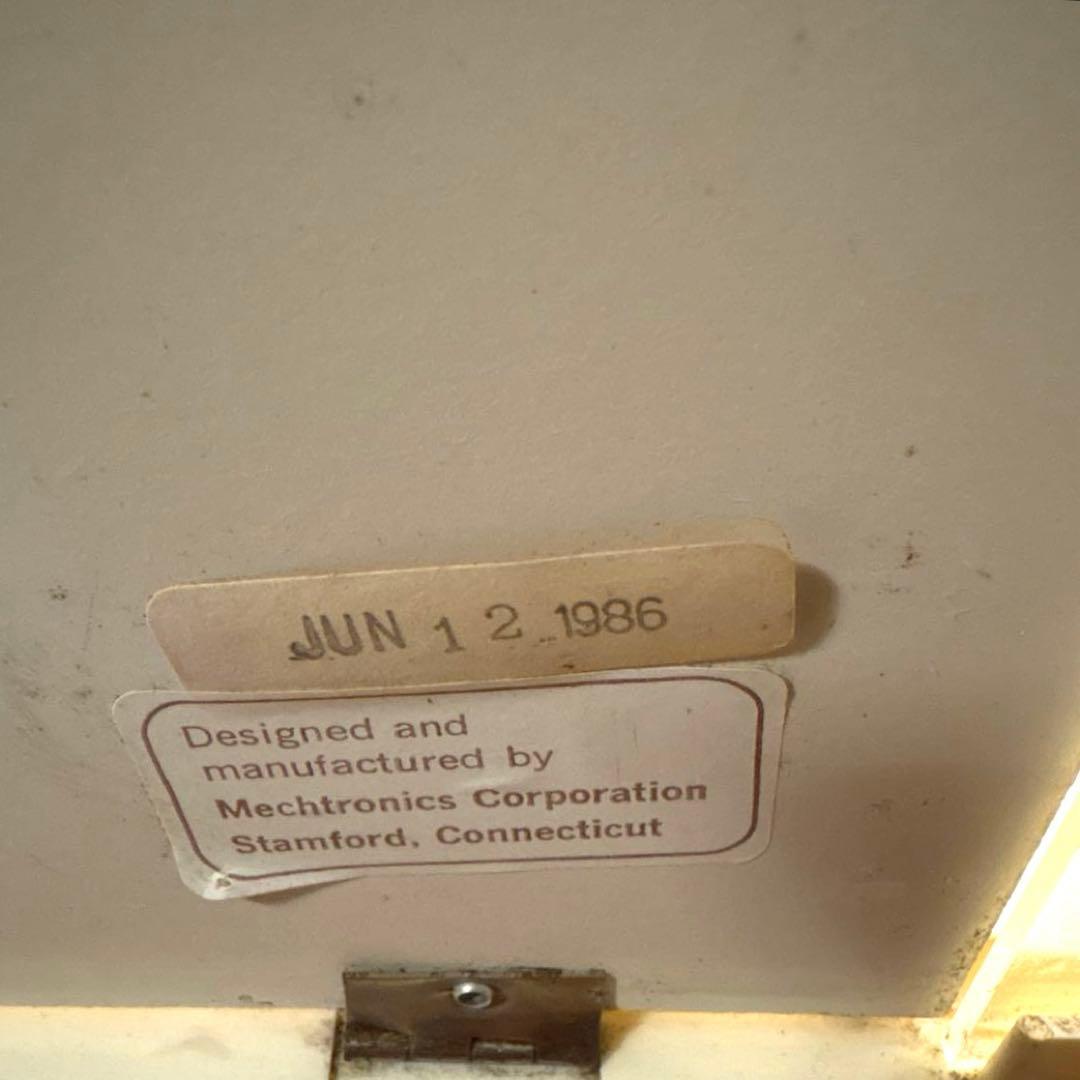 JUN 12 1986
Designed and
manufactured by
Mechtronics Corporation
Stamford, Connecticut